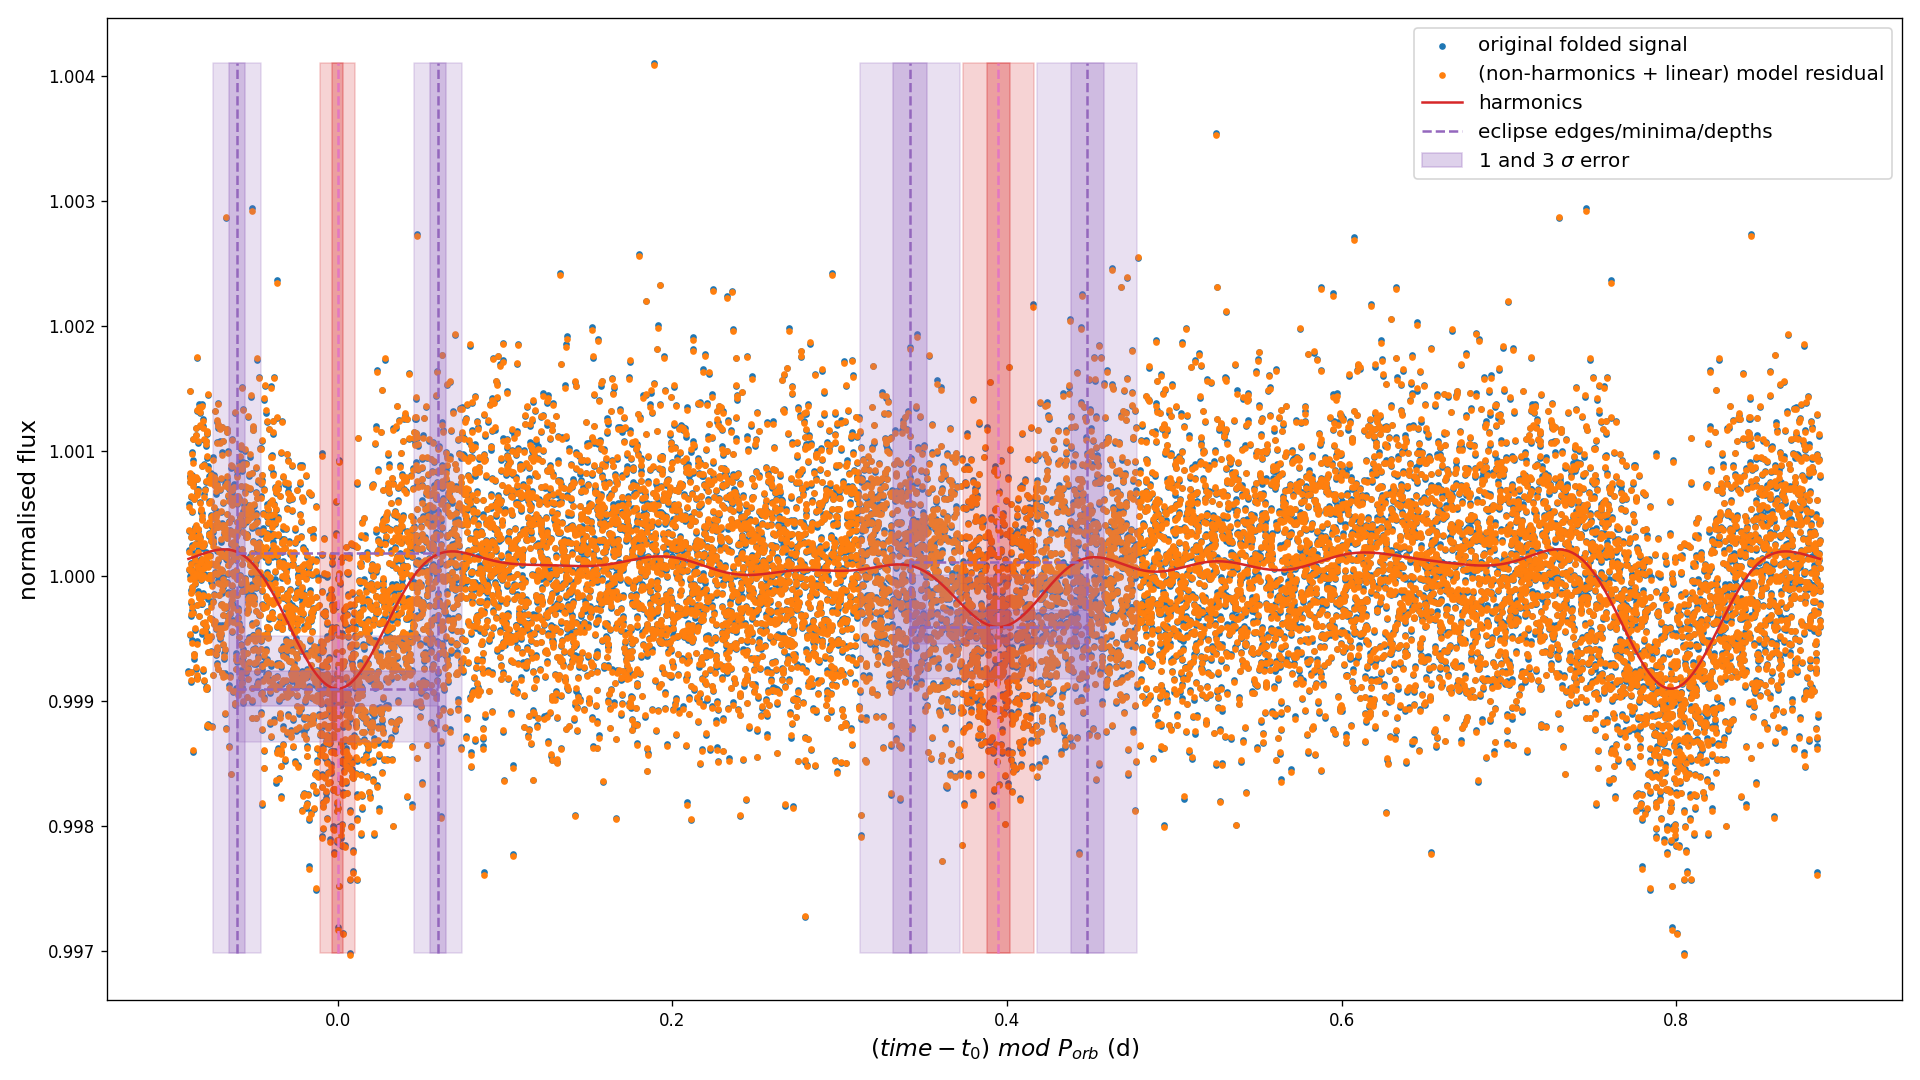 original folded signal
(non-harmonics + linear) model residual
harmonics
eclipse edges/minima/depths
1 and 3 σ error
normalised flux
1.004
1.003
1.002
1.001
1.000
0.999
0.998
0.997
0.0 0.2 0.4 0.6 0.8
(time − t₀) mod Pₒᵣᵦ (d)